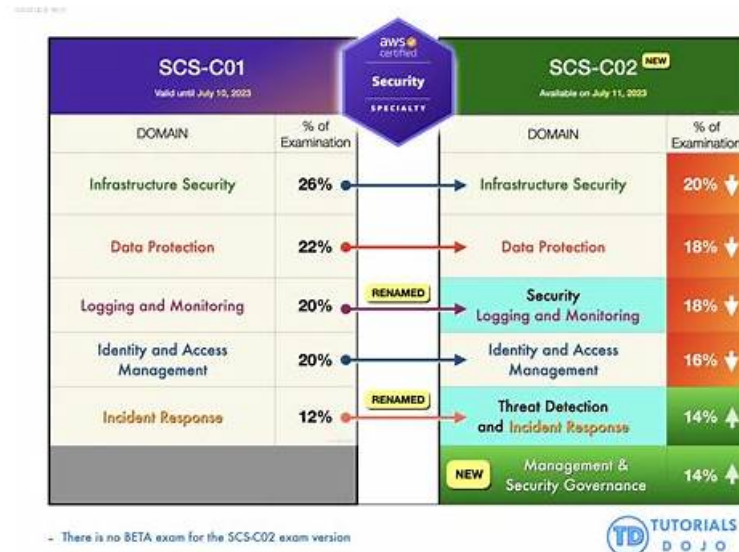 aws
certified
Security
SPECIALTY
SCS-C01
Valid until July 10, 2023
SCS-C02 NEW
Available on July 11, 2023
DOMAIN
% of
Examination
DOMAIN
% of
Examination
Infrastructure Security
26%
Infrastructure Security
20%
Data Protection
22%
Data Protection
18%
Logging and Monitoring
20%
RENAMED
Security
Logging and Monitoring
18%
Identity and Access
Management
20%
Identity and Access
Management
16%
Incident Response
12%
RENAMED
Threat Detection
and Incident Response
14%
NEW
Management &
Security Governance
14%
- There is no BETA exam for the SCS-C02 exam version
TD
TUTORIALS
DOJO